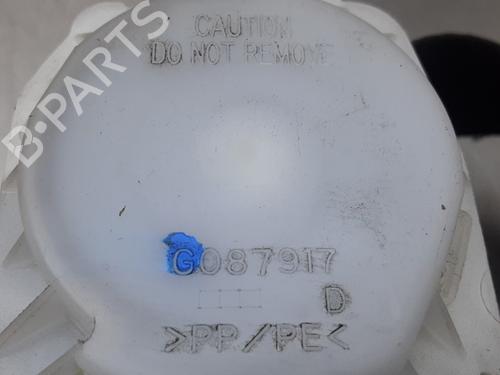 CAUTION
DO NOT REMOVE
B-PARTS
G087917
D
>PP/PE<